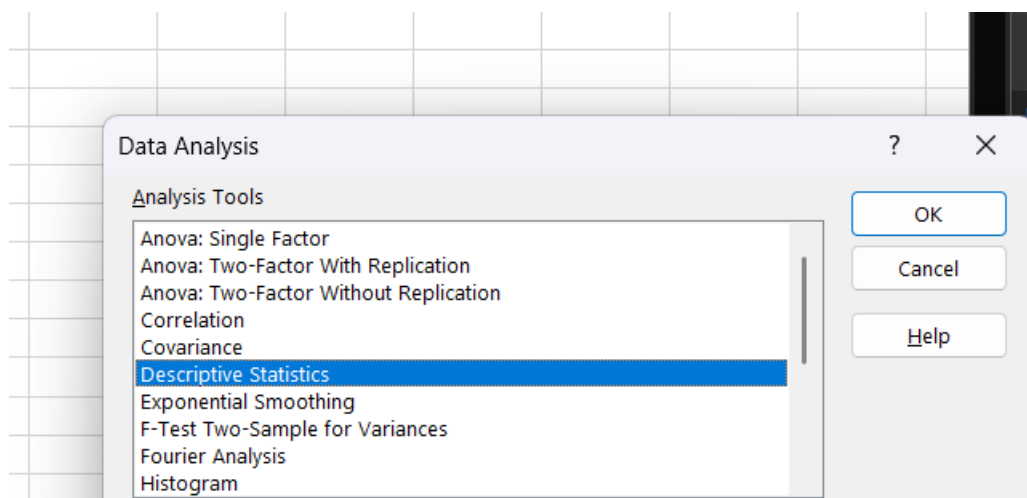 Data Analysis
?
Analysis Tools
OK
Anova: Single Factor
Anova: Two-Factor With Replication
Cancel
Anova: Two-Factor Without Replication
Correlation
Help
Covariance
Descriptive Statistics
Exponential Smoothing
F-Test Two-Sample for Variances
Fourier Analysis
Histogram